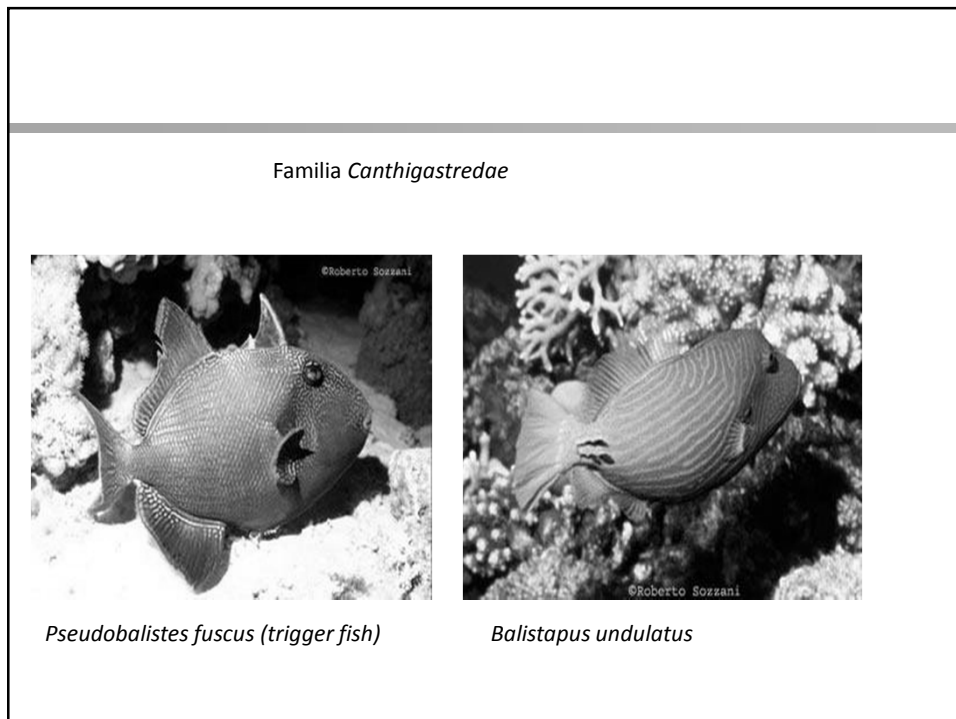 Familia Canthigastredae
©Roberto Sozzani
©Roberto Sozzani
Pseudobalistes fuscus (trigger fish)
Balistapus undulatus